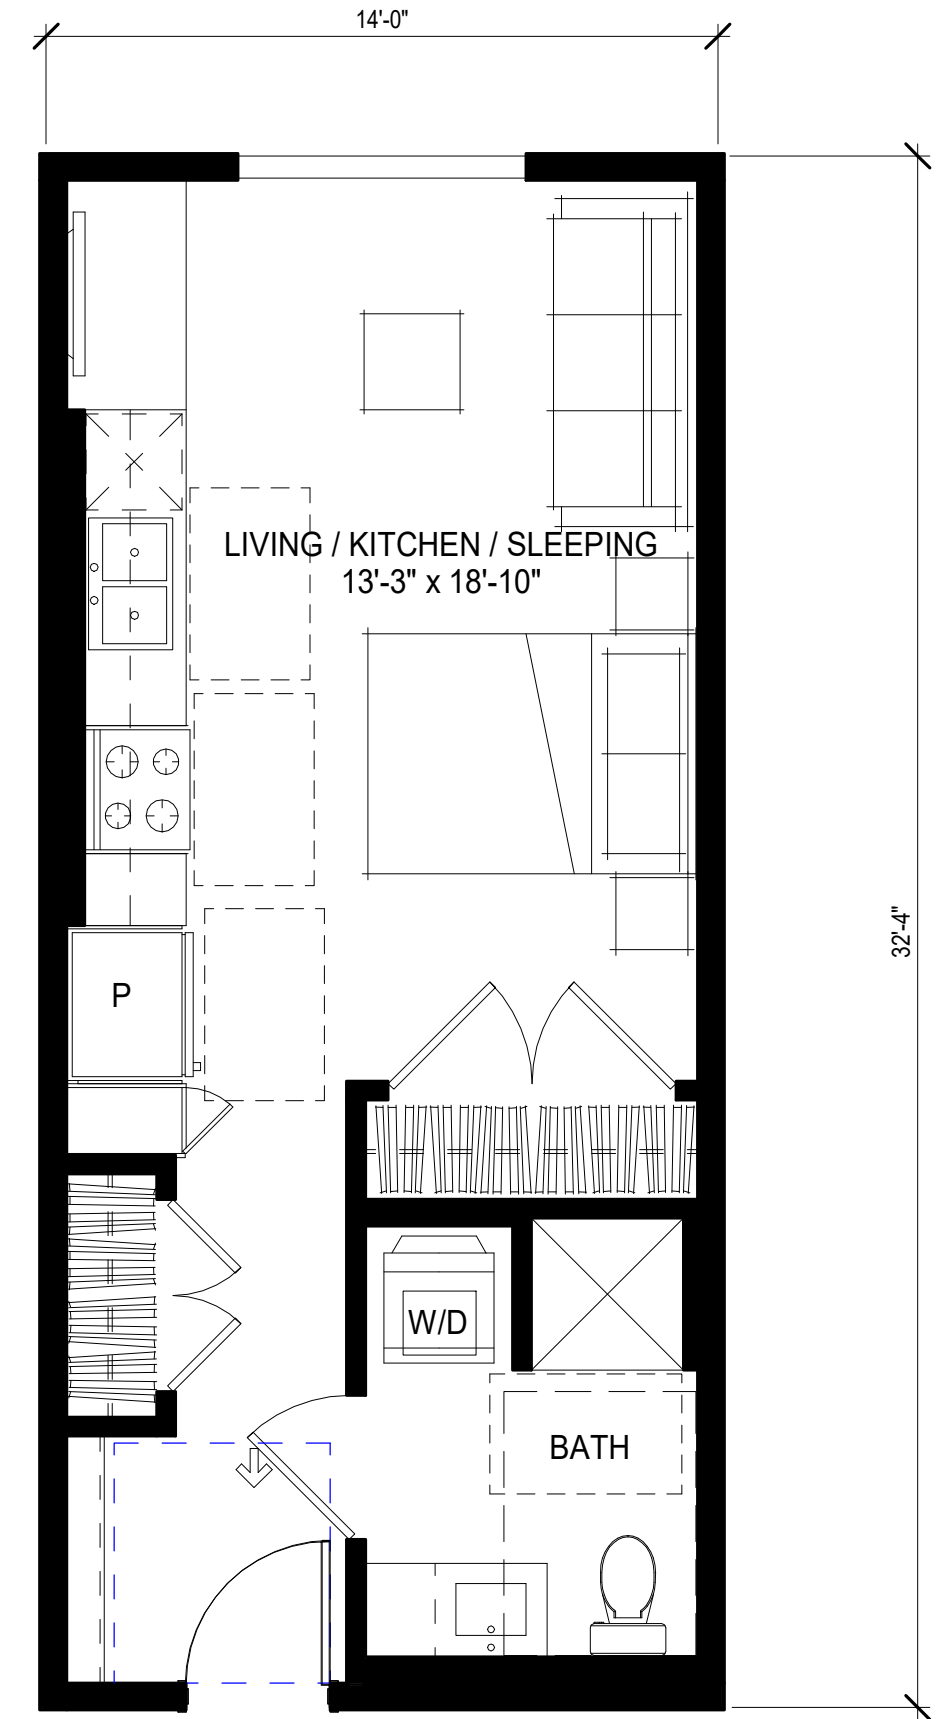 14'-0"
LIVING / KITCHEN / SLEEPING
13'-3" x 18'-10"
32'-4"
P
W/D
BATH